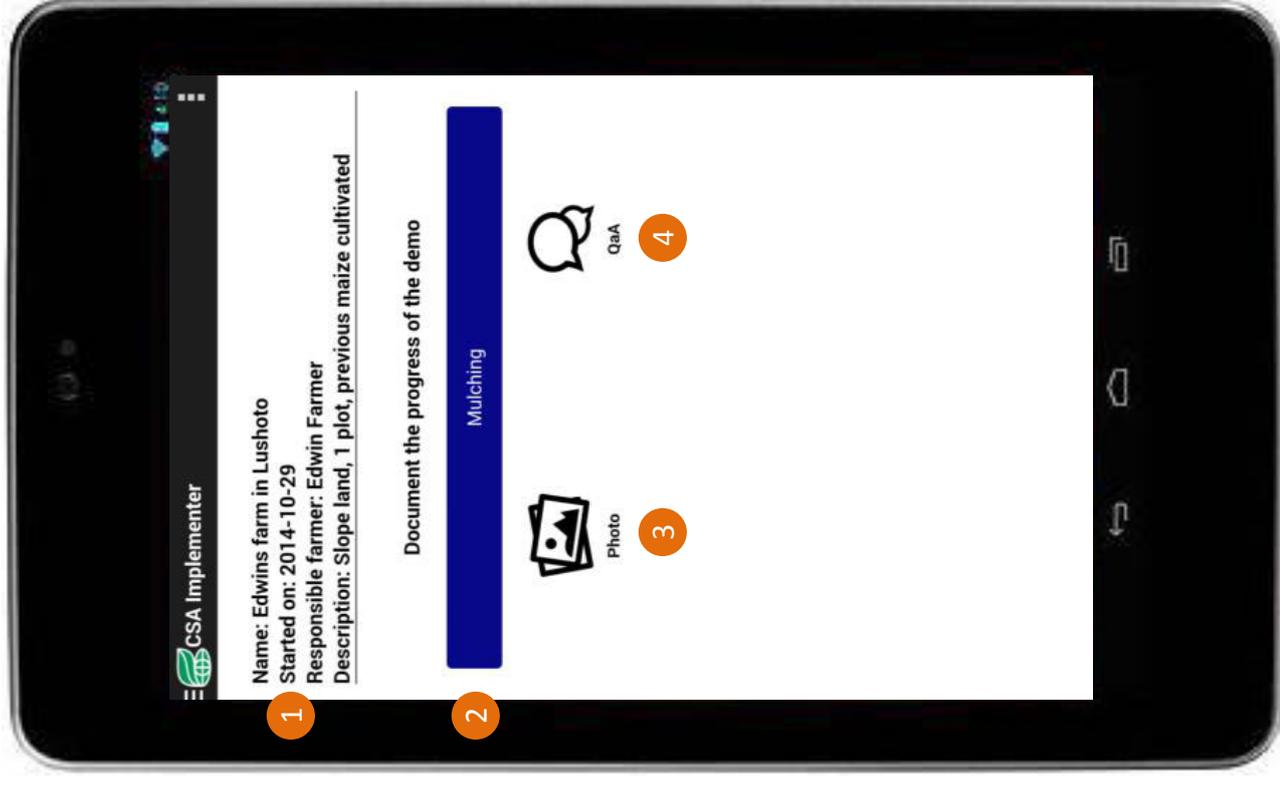 CSA Implementer
Name: Edwins farm in Lushoto
Started on: 2014-10-29
Responsible farmer: Edwin Farmer
Description: Slope land, 1 plot, previous maize cultivated
1
Document the progress of the demo
Mulching
2
Photo
QaA
3
4